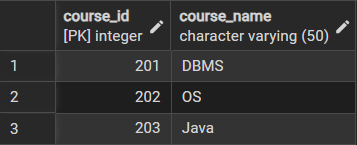 course_id course_name
[PK] integer character varying (50)
1 201 DBMS
2 202 OS
3 203 Java